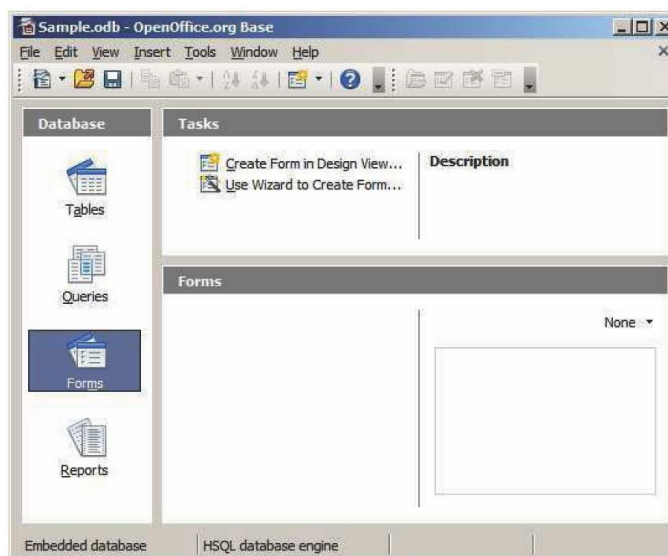 Sample.odb - OpenOffice.org Base
File Edit View Insert Tools Window Help
Database
Tables
Queries
Forms
Reports
Tasks
Create Form in Design View...
Use Wizard to Create Form...
Description
Forms
None
Embedded database HSQL database engine